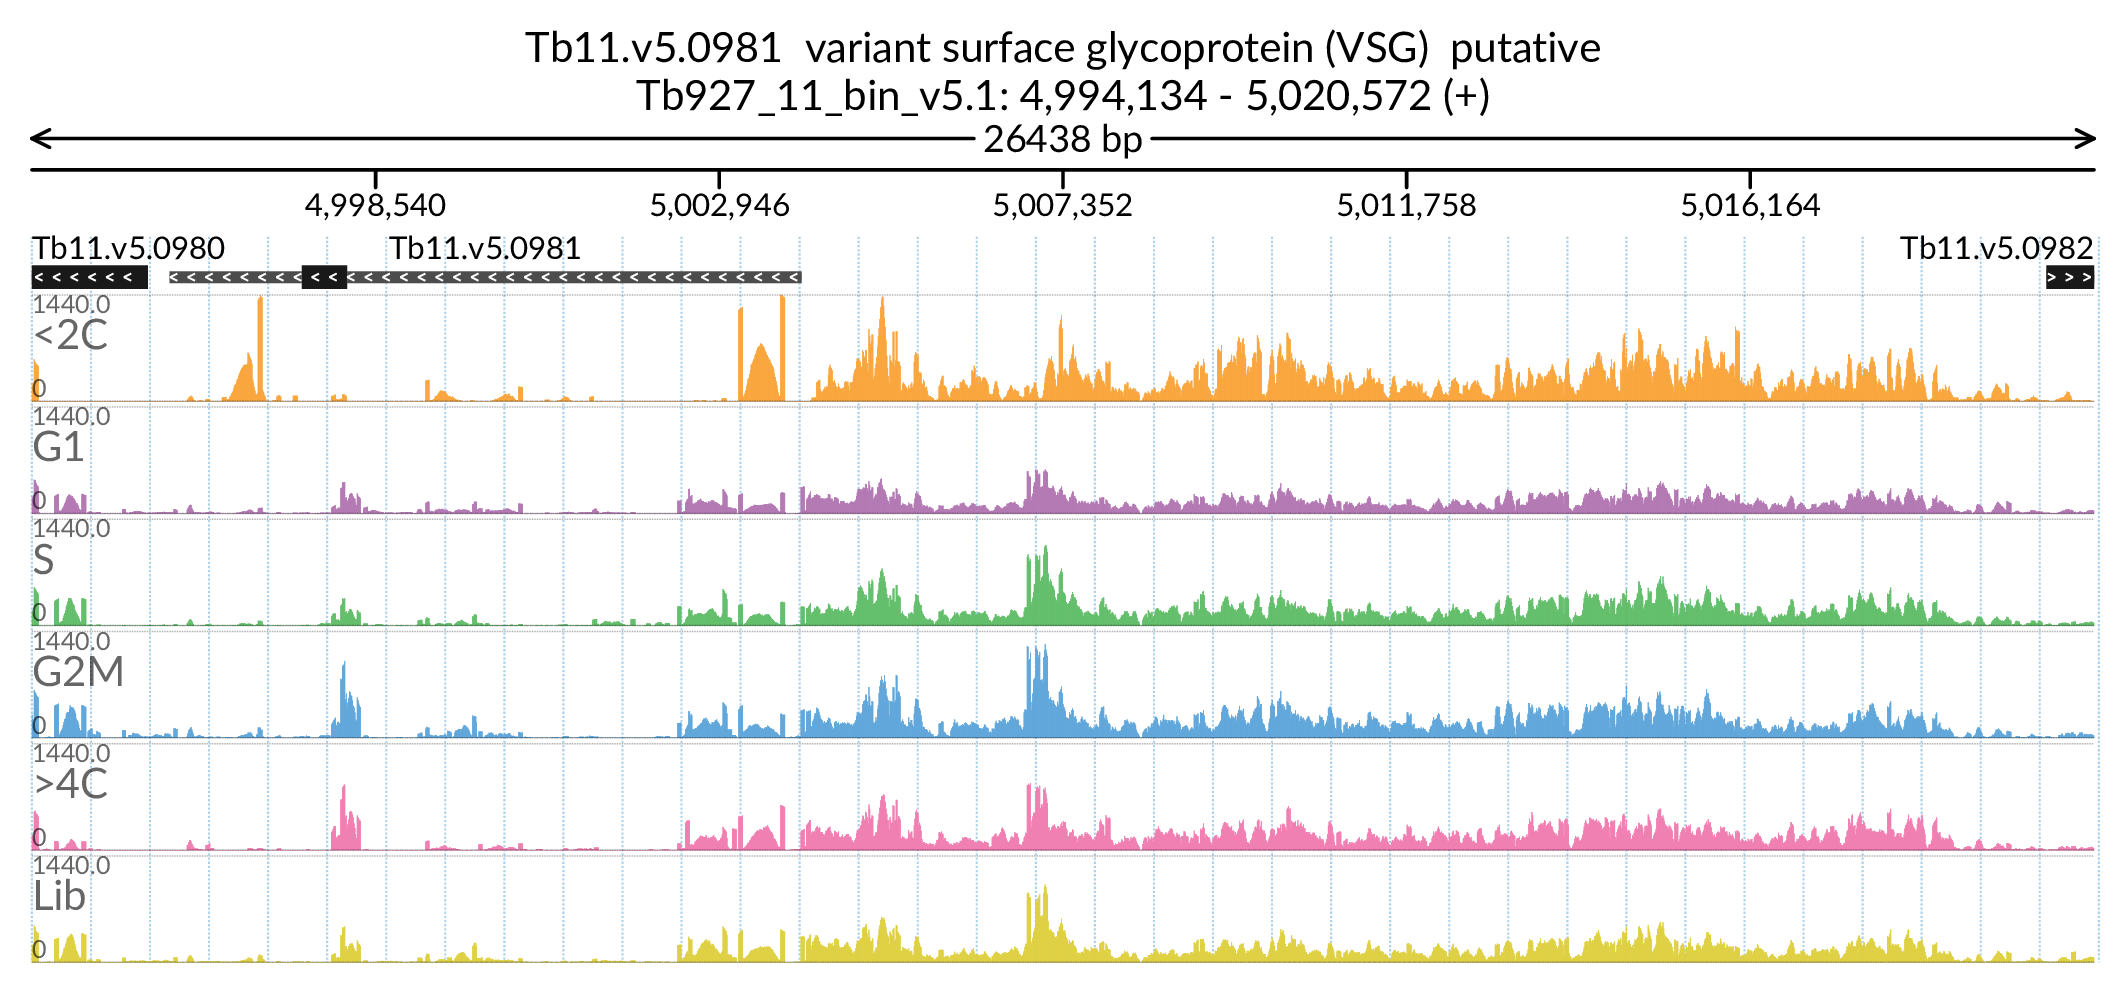 Tb11.v5.0981 variant surface glycoprotein (VSG) putative
Tb927_11_bin_v5.1: 4,994,134 - 5,020,572 (+)
26438 bp
4,998,540 5,002,946 5,007,352 5,011,758 5,016,164
Tb11.v5.0980 Tb11.v5.0981 Tb11.v5.0982
1440.0
<2C
0
1440.0
G1
0
1440.0
S
0
1440.0
G2M
0
1440.0
>4C
0
1440.0
Lib
0